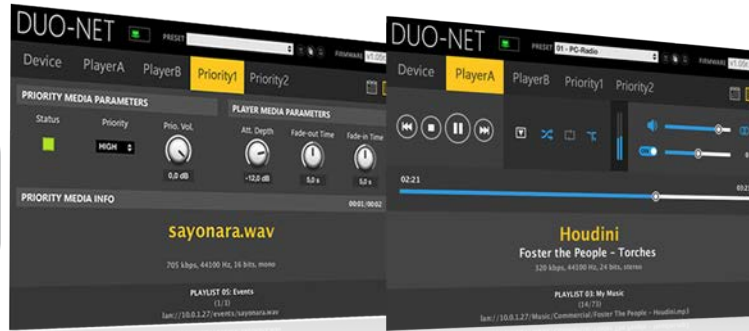 DUO-NET
PRESET
FIRMWARE
Device PlayerA PlayerB Priority1 Priority2
PRIORITY MEDIA PARAMETERS
PLAYER MEDIA PARAMETERS
Status Priority Prio. Vol. Att. Depth Fade-out Time Fade-in Time
HIGH
0,0 dB -12,0 dB 5,0 s 5,0 s
PRIORITY MEDIA INFO 00:01/00:02
sayonara.wav
705 kbps, 44100 Hz, 16 bits, mono
PLAYLIST 05: Events
(1/1)
lan://10.0.1.27/events/sayonara.wav
DUO-NET
PRESET 01 - PC-Radio
FIRMWARE
Device PlayerA PlayerB Priority1 Priority2
02:21
Houdini
Foster the People - Torches
320 kbps, 44100 Hz, 24 bits, stereo
PLAYLIST 03: My Music
(14/73)
lan://10.0.1.27/Music/Commercial/Foster The People - Houdini.mp3